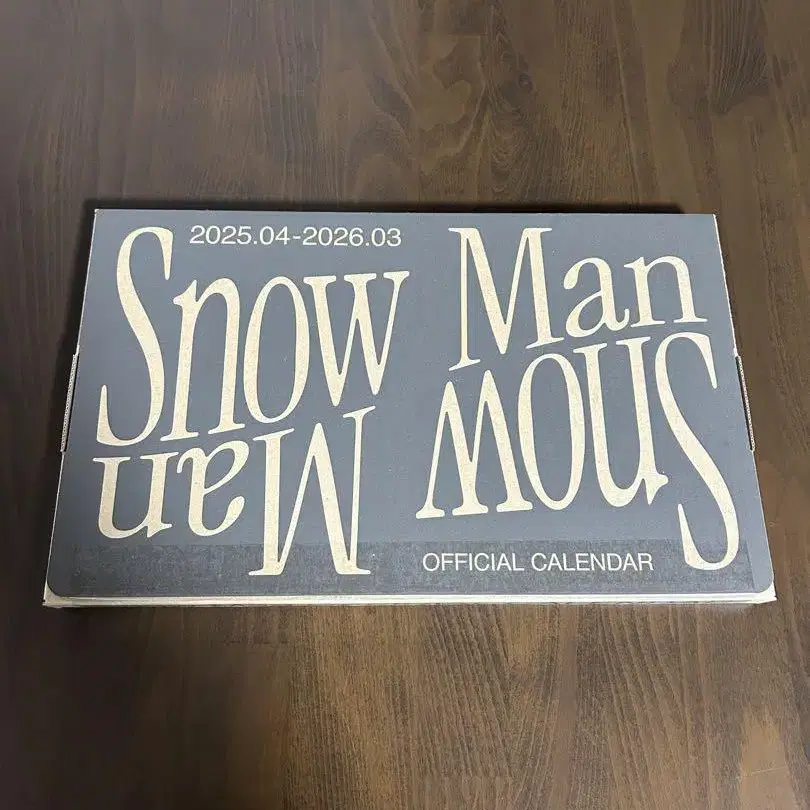 2025.04-2026.03
Snow Man
Snow Man
OFFICIAL CALENDAR